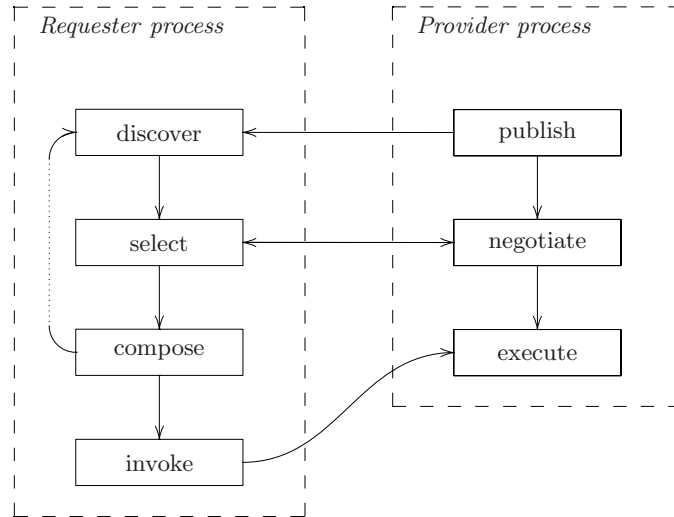 Requester process
Provider process
discover
publish
select
negotiate
compose
execute
invoke